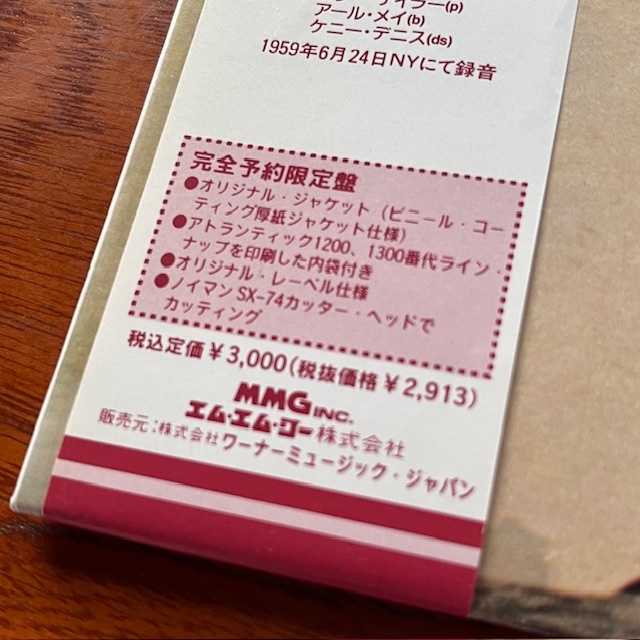 イラー(p)
アール・メイ(b)
ケニー・デニス(ds)
1959年6月24日NYにて録音
完全予約限定盤
●オリジナル・ジャケット（ビニール・コー
ティング厚紙ジャケット仕様）
●アトランティック1200、1300番代ライン・
ナップを印刷した内袋付き
●オリジナル・レーベル仕様
●ノイマンSX-74カッター・ヘッドで
カッティング
税込定価￥3,000(税抜価格￥2,913)
MMG INC.
エム・エム・ジー株式会社
販売元：株式会社ワーナーミュージック・ジャパン